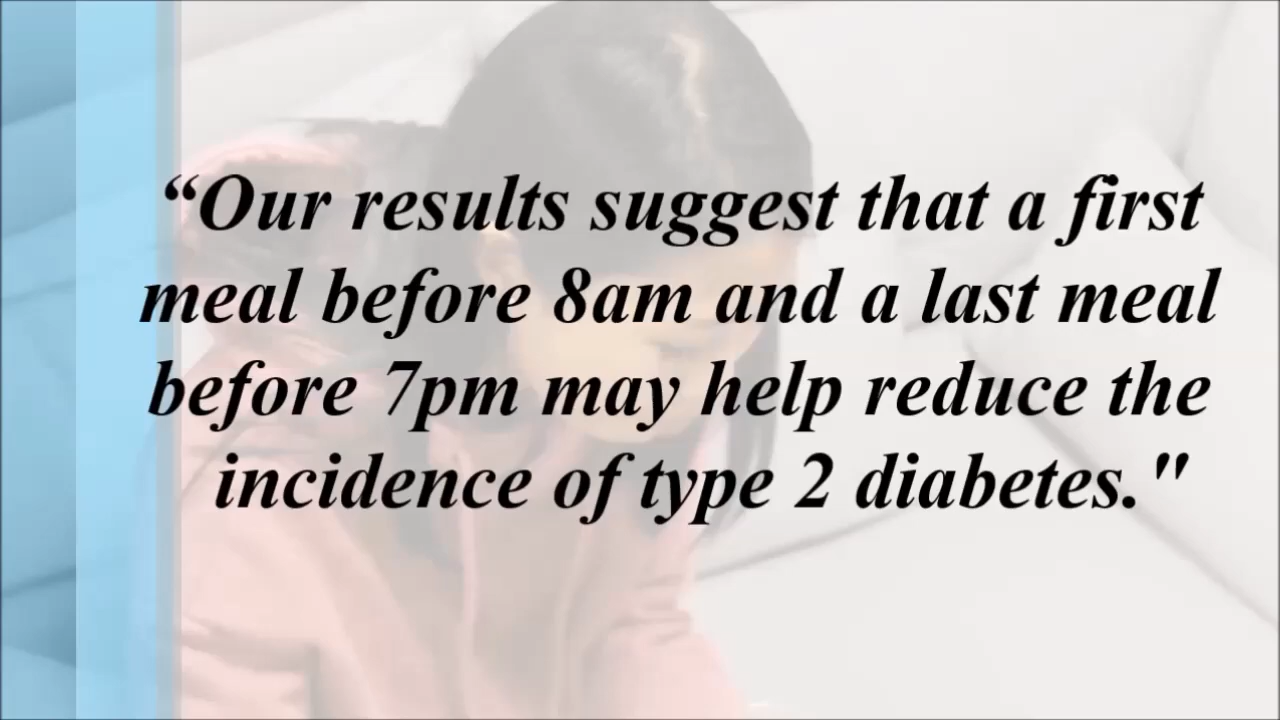 “Our results suggest that a first
meal before 8am and a last meal
before 7pm may help reduce the
incidence of type 2 diabetes."